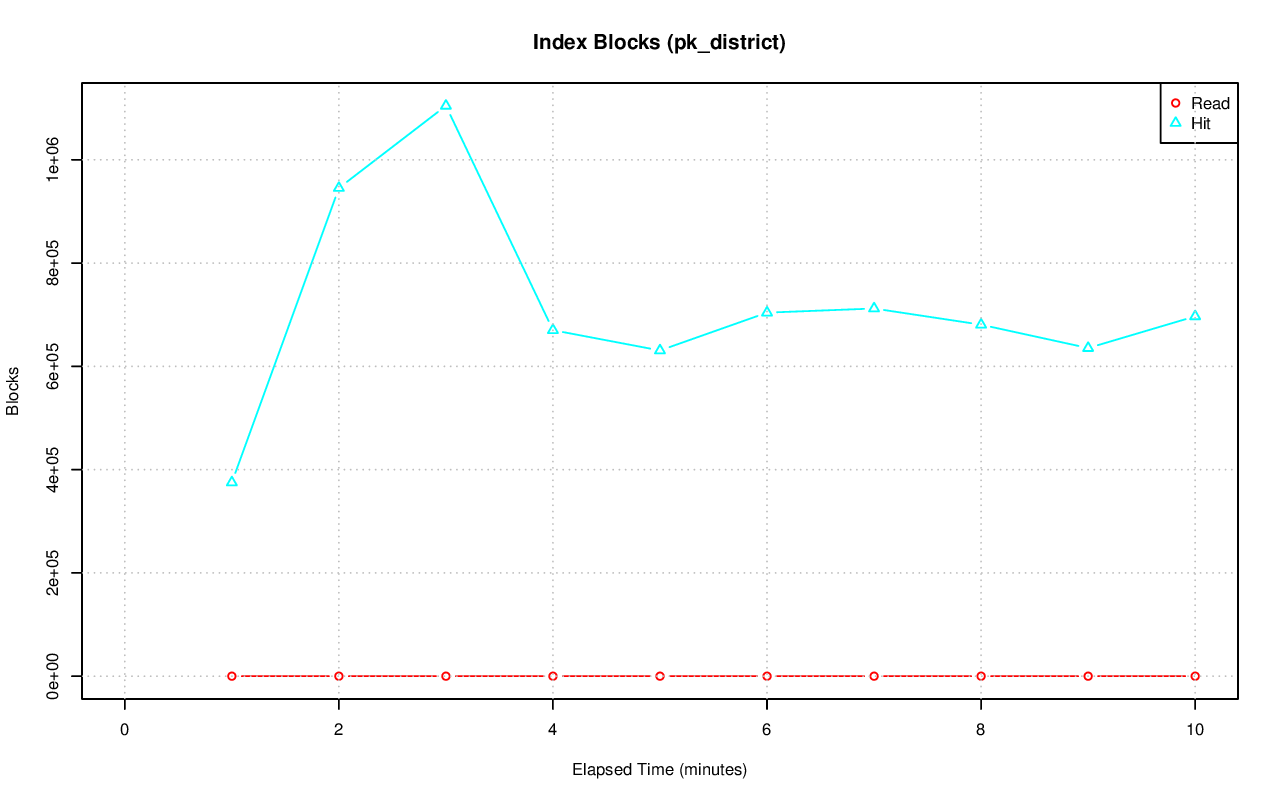 Index Blocks (pk_district)
Read
Hit
Blocks
1e+06
8e+05
6e+05
4e+05
2e+05
0e+00
0 2 4 6 8 10
Elapsed Time (minutes)